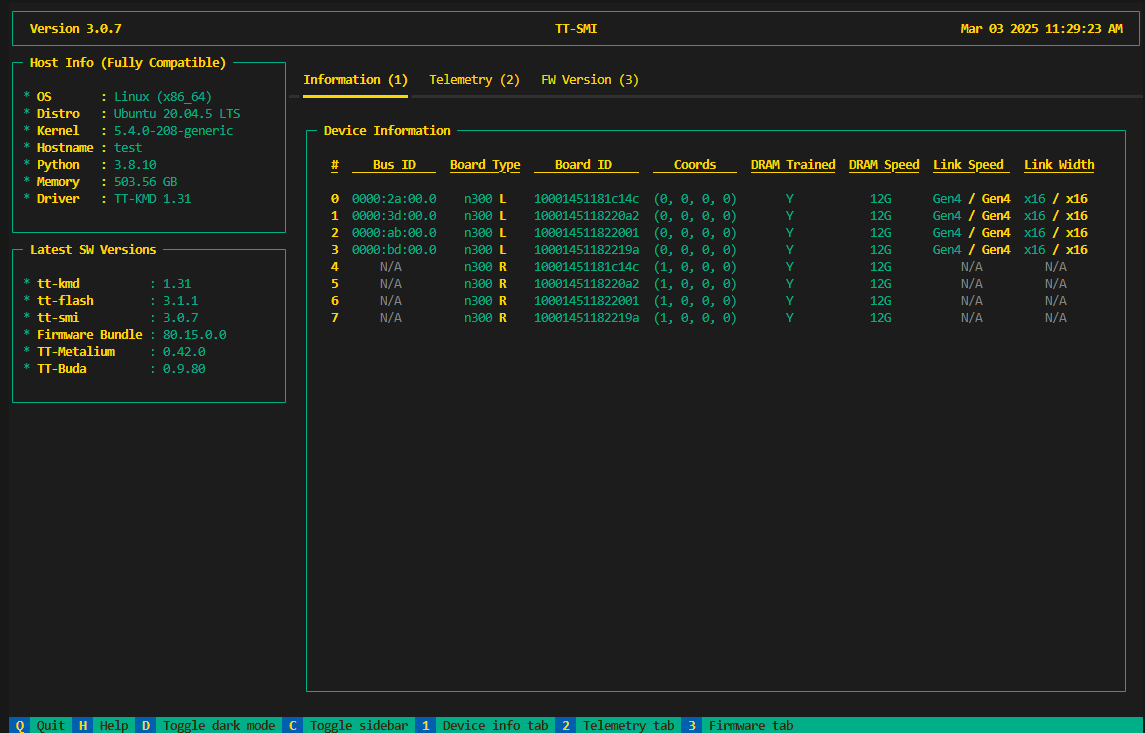 Version 3.0.7 TT-SMI Mar 03 2025 11:29:23 AM
Host Info (Fully Compatible)
* OS : Linux (x86_64)
* Distro : Ubuntu 20.04.5 LTS
* Kernel : 5.4.0-208-generic
* Hostname : test
* Python : 3.8.10
* Memory : 503.56 GB
* Driver : TT-KMD 1.31
Latest SW Versions
* tt-kmd : 1.31
* tt-flash : 3.1.1
* tt-smi : 3.0.7
* Firmware Bundle : 80.15.0.0
* TT-Metalium : 0.42.0
* TT-Buda : 0.9.80
Information (1) Telemetry (2) FW Version (3)
Device Information
# Bus ID Board Type Board ID Coords DRAM Trained DRAM Speed Link Speed Link Width
0 0000:2a:00.0 n300 L 10001451181c14c (0, 0, 0, 0) Y 12G Gen4 / Gen4 x16 / x16
1 0000:3d:00.0 n300 L 1000145118220a2 (0, 0, 0, 0) Y 12G Gen4 / Gen4 x16 / x16
2 0000:ab:00.0 n300 L 100014511822001 (0, 0, 0, 0) Y 12G Gen4 / Gen4 x16 / x16
3 0000:bd:00.0 n300 L 10001451182219a (0, 0, 0, 0) Y 12G Gen4 / Gen4 x16 / x16
4 N/A n300 R 10001451181c14c (1, 0, 0, 0) Y 12G N/A N/A
5 N/A n300 R 1000145118220a2 (1, 0, 0, 0) Y 12G N/A N/A
6 N/A n300 R 100014511822001 (1, 0, 0, 0) Y 12G N/A N/A
7 N/A n300 R 10001451182219a (1, 0, 0, 0) Y 12G N/A N/A
Q Quit H Help D Toggle dark mode C Toggle sidebar 1 Device info tab 2 Telemetry tab 3 Firmware tab